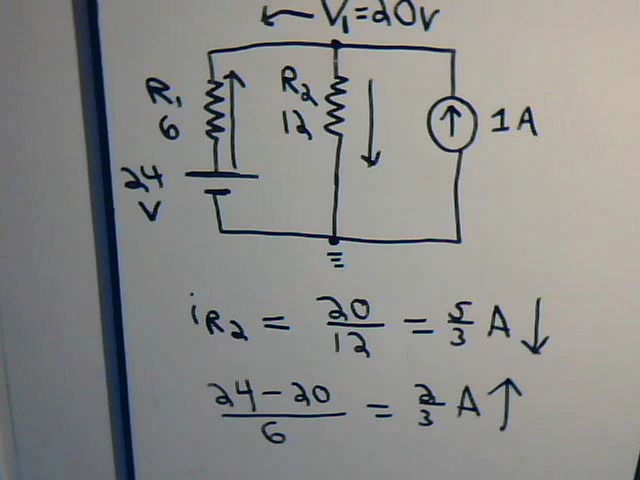 ← V₁=20v
R₁
6
R₂
12
1A
24
V
iR₂ = 20/12 = 5/3 A ↓
24-20/6 = 2/3 A ↑